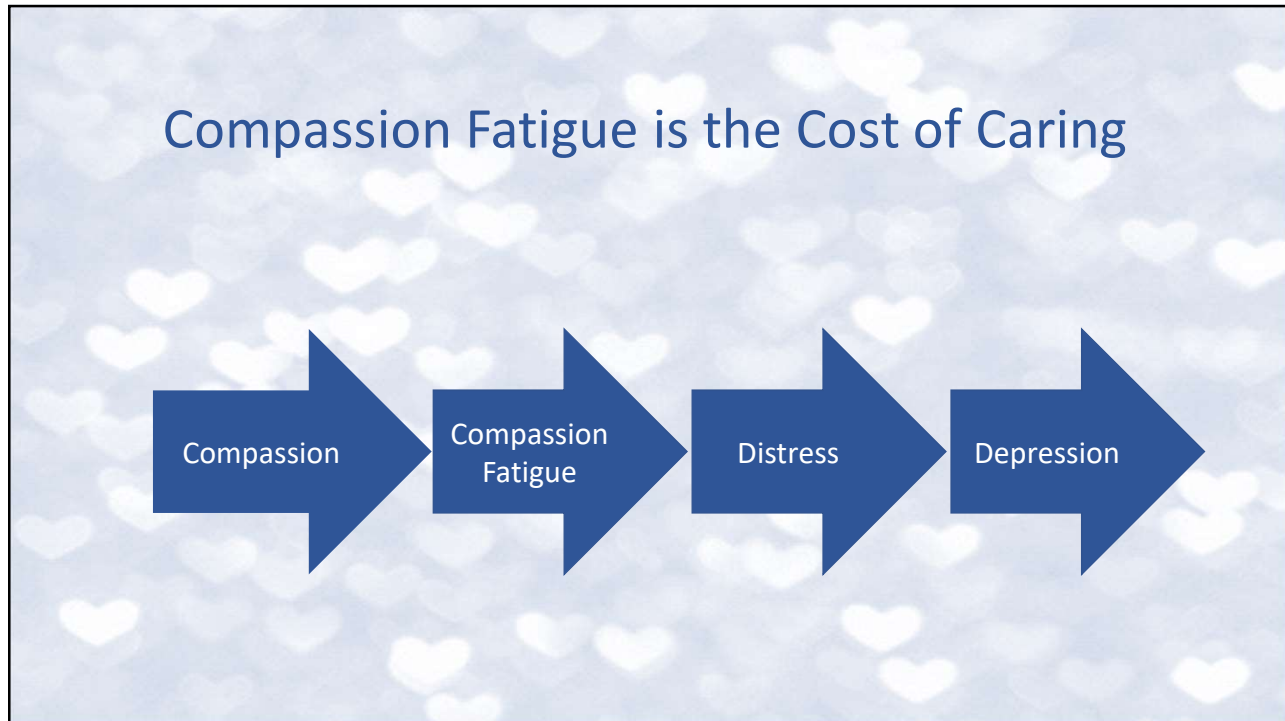 Compassion Fatigue is the Cost of Caring
Compassion
Compassion
Fatigue
Distress
Depression